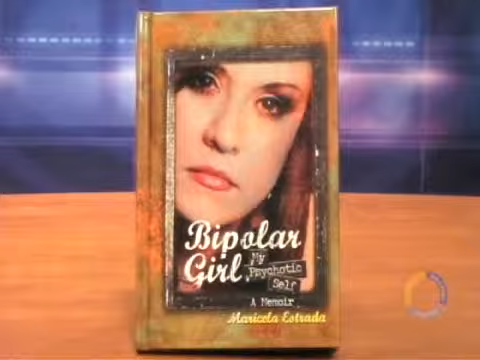 Bipolar
Girl
My
Psychotic
Self
A Memoir
Maricela Estrada